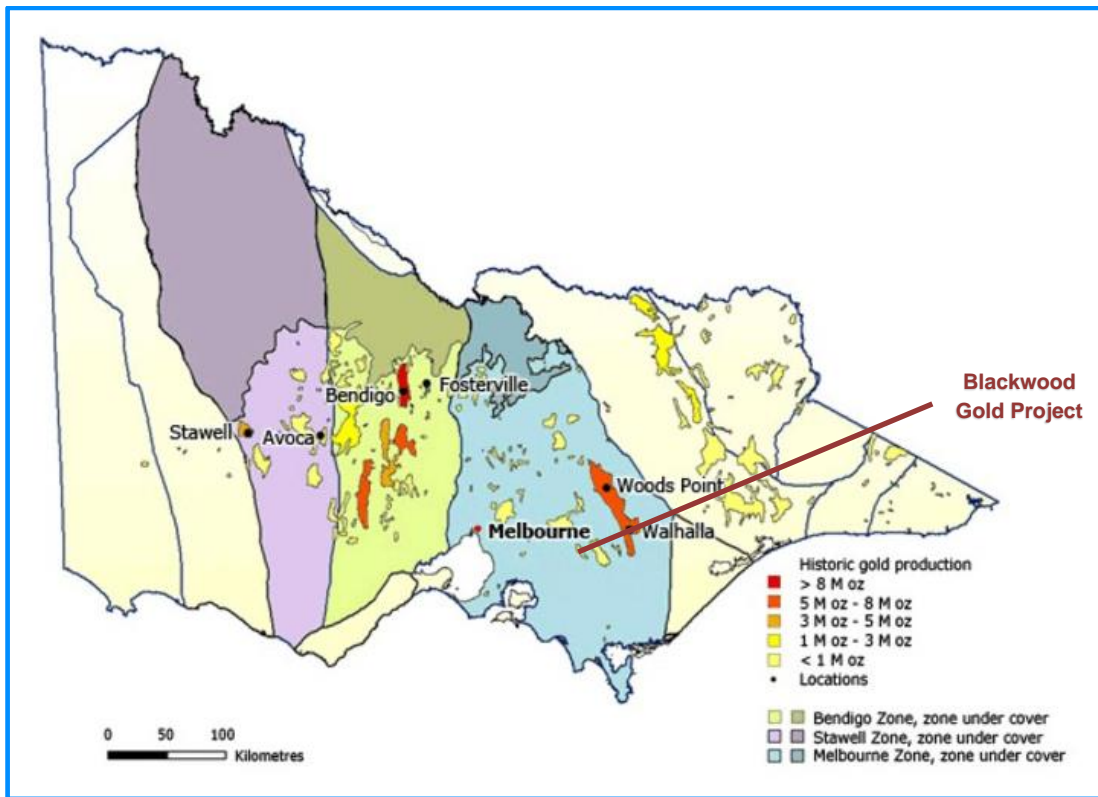 Blackwood
Gold Project
Bendigo
Fosterville
Stawell
Avoca
Woods Point
Melbourne
Walhalla
Historic gold production
> 8 M oz
5 M oz - 8 M oz
3 M oz - 5 M oz
1 M oz - 3 M oz
< 1 M oz
Locations
Bendigo Zone, zone under cover
Stawell Zone, zone under cover
Melbourne Zone, zone under cover
0 50 100
Kilometres